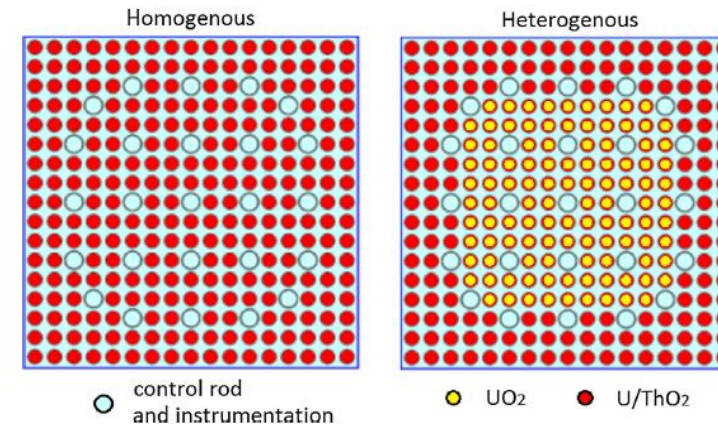 Homogenous
Heterogenous
control rod
and instrumentation
UO₂
U/ThO₂